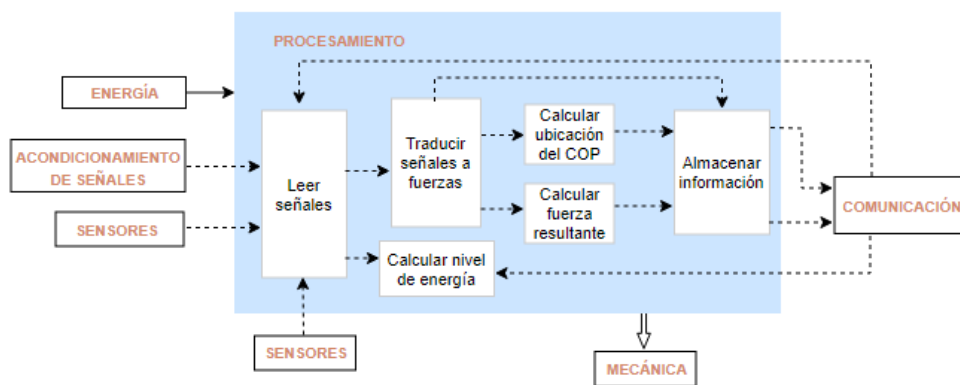 PROCESAMIENTO
ENERGÍA
ACONDICIONAMIENTO
DE SEÑALES
SENSORES
Leer
señales
Traducir
señales a
fuerzas
Calcular
ubicación
del COP
Calcular
fuerza
resultante
Almacenar
información
COMUNICACIÓN
Calcular nivel
de energía
SENSORES
MECÁNICA